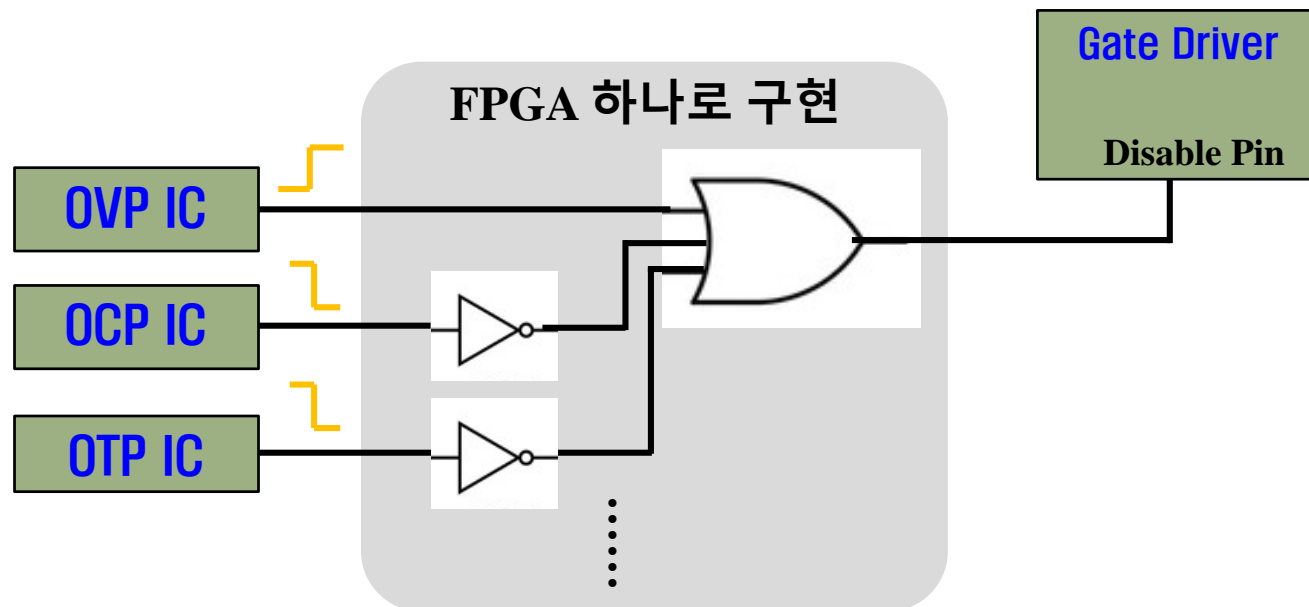 Gate Driver
FPGA 하나로 구현
Disable Pin
OVP IC
OCP IC
OTP IC